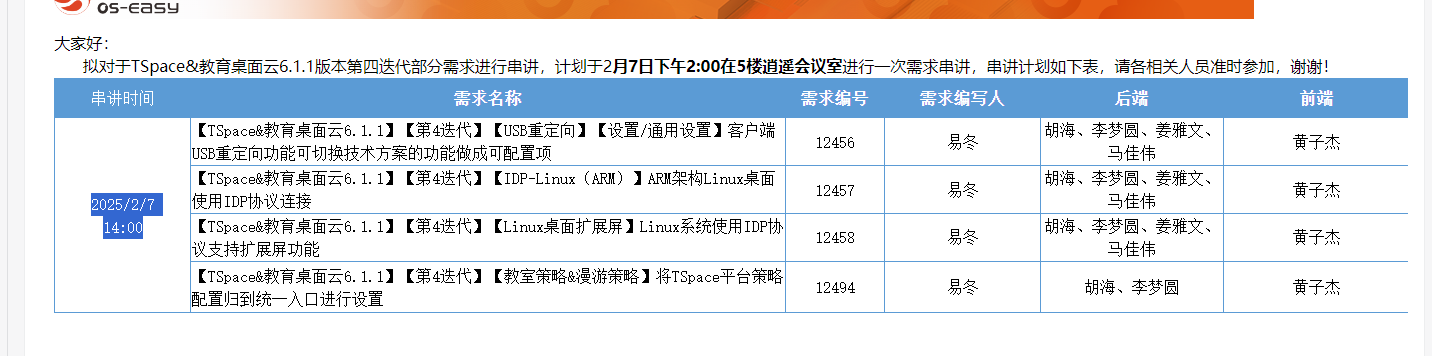 os-easy
大家好：
拟对于TSpace&教育桌面云6.1.1版本第四迭代部分需求进行串讲，计划于2月7日下午2:00在5楼逍遥会议室进行一次需求串讲，串讲计划如下表，请各相关人员准时参加，谢谢！
串讲时间 需求名称 需求编号 需求编写人 后端 前端
2025/2/7
14:00
【TSpace&教育桌面云6.1.1】【第4迭代】【USB重定向】【设置/通用设置】客户端
USB重定向功能可切换技术方案的功能做成可配置项
12456
易冬
胡海、李梦圆、姜雅文、
马佳伟
黄子杰
【TSpace&教育桌面云6.1.1】【第4迭代】【IDP-Linux（ARM）】ARM架构Linux桌面
使用IDP协议连接
12457
易冬
胡海、李梦圆、姜雅文、
马佳伟
黄子杰
【TSpace&教育桌面云6.1.1】【第4迭代】【Linux桌面扩展屏】Linux系统使用IDP协
议支持扩展屏功能
12458
易冬
胡海、李梦圆、姜雅文、
马佳伟
黄子杰
【TSpace&教育桌面云6.1.1】【第4迭代】【教室策略&漫游策略】将TSpace平台策略
配置归到统一入口进行设置
12494
易冬
胡海、李梦圆
黄子杰